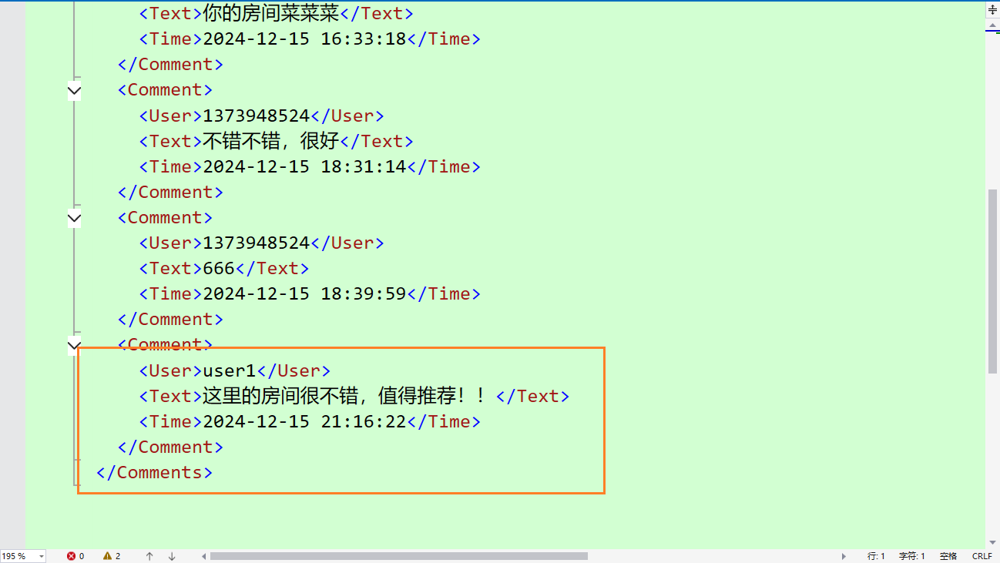 <Text>你的房间菜菜菜</Text>
<Time>2024-12-15 16:33:18</Time>
</Comment>
<Comment>
<User>1373948524</User>
<Text>不错不错，很好</Text>
<Time>2024-12-15 18:31:14</Time>
</Comment>
<Comment>
<User>1373948524</User>
<Text>666</Text>
<Time>2024-12-15 18:39:59</Time>
</Comment>
<Comment>
<User>user1</User>
<Text>这里的房间很不错，值得推荐！！</Text>
<Time>2024-12-15 21:16:22</Time>
</Comment>
</Comments>
195 % 0 2 行: 1 字符: 1 空格 CRLF